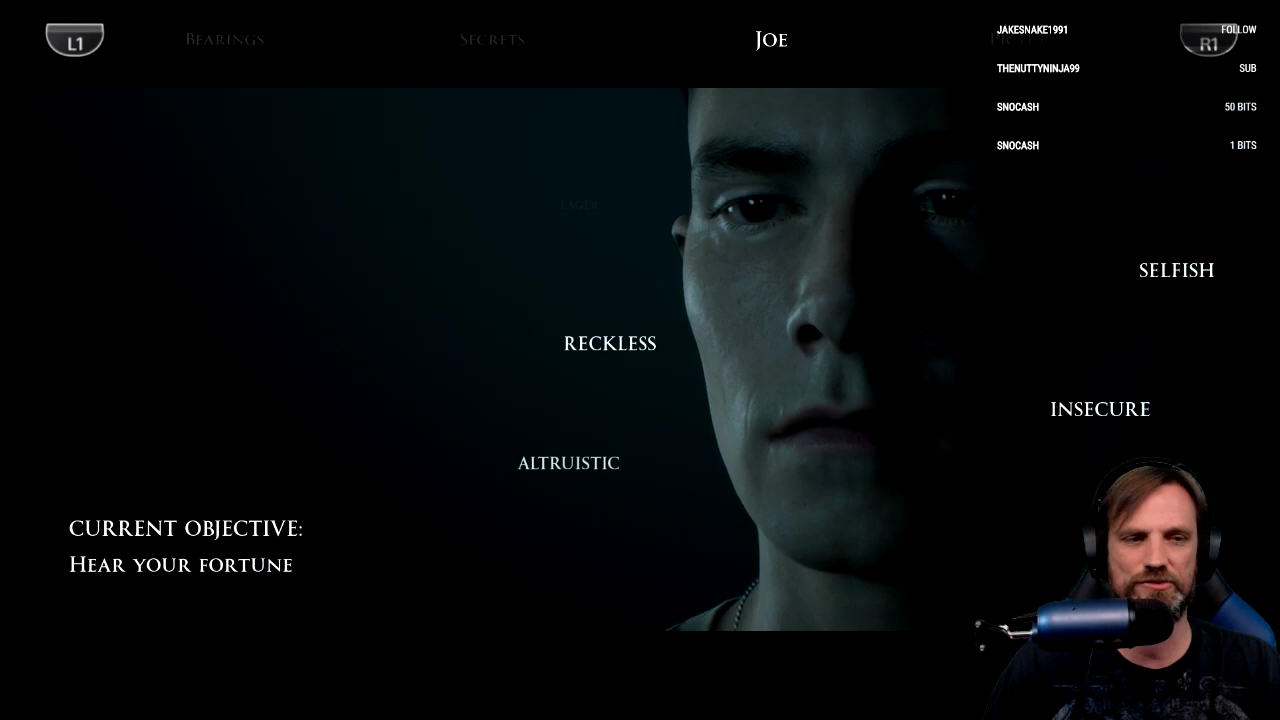 L1
BEARINGS
SECRETS
JOE
R1
JAKESNAKE1991 FOLLOW
THENUTTYNINJA99 SUB
SNOCASH 50 BITS
SNOCASH 1 BITS
EAGER
SELFISH
RECKLESS
INSECURE
ALTRUISTIC
CURRENT OBJECTIVE:
HEAR YOUR FORTUNE